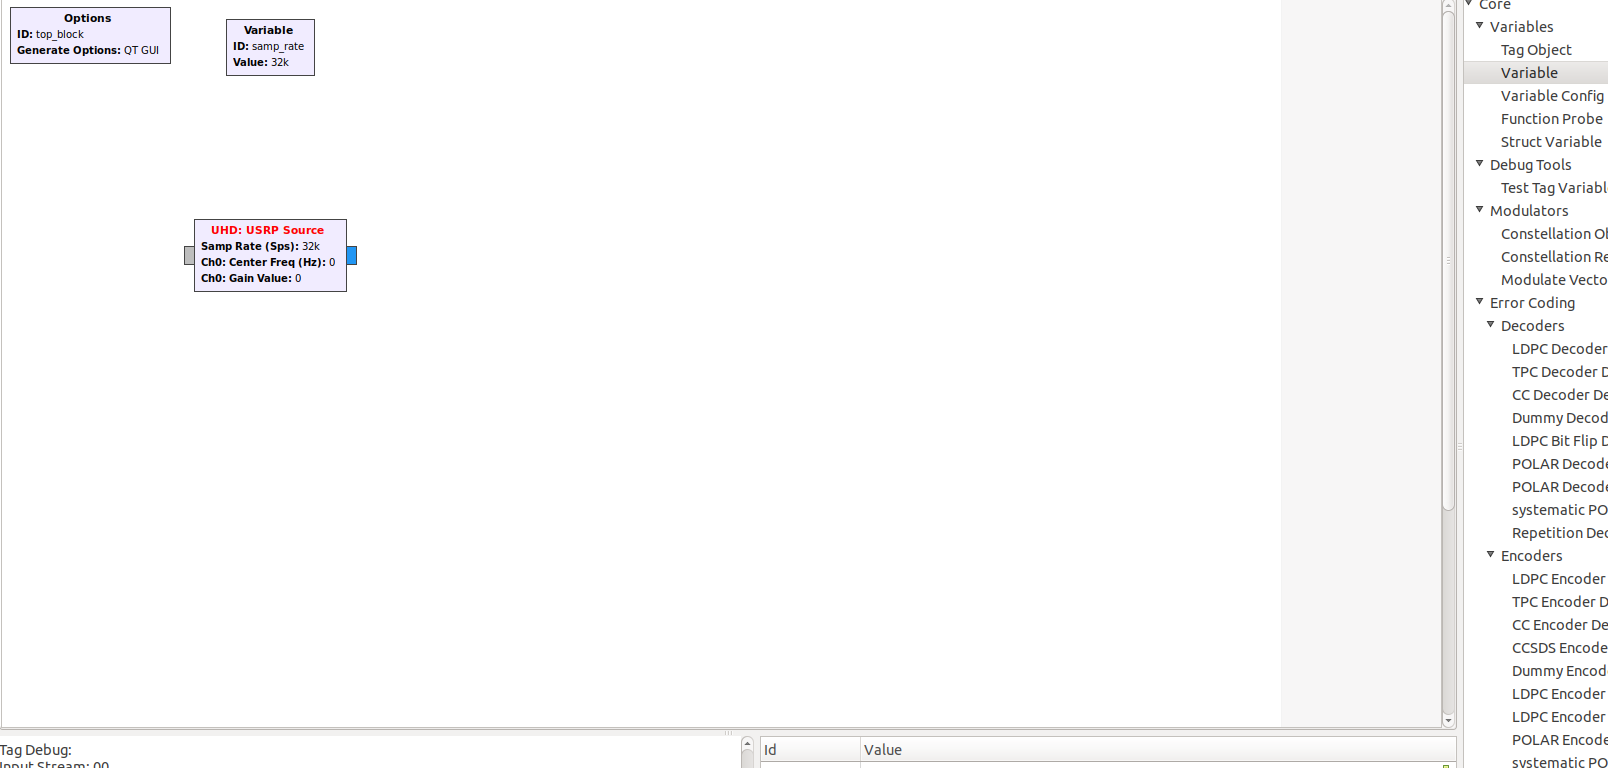 Options
ID: top_block
Generate Options: QT GUI
Variable
ID: samp_rate
Value: 32k
UHD: USRP Source
Samp Rate (Sps): 32k
Ch0: Center Freq (Hz): 0
Ch0: Gain Value: 0
Core
Variables
Tag Object
Variable
Variable Config
Function Probe
Struct Variable
Debug Tools
Test Tag Variabl
Modulators
Constellation Ob
Constellation Re
Modulate Vecto
Error Coding
Decoders
LDPC Decoder
TPC Decoder D
CC Decoder De
Dummy Decod
LDPC Bit Flip D
POLAR Decode
POLAR Decode
systematic PO
Repetition Dec
Encoders
LDPC Encoder
TPC Encoder D
CC Encoder De
CCSDS Encode
Dummy Encod
LDPC Encoder
LDPC Encoder
POLAR Encode
systematic PO
Tag Debug:
Input Stream: 00
Id Value